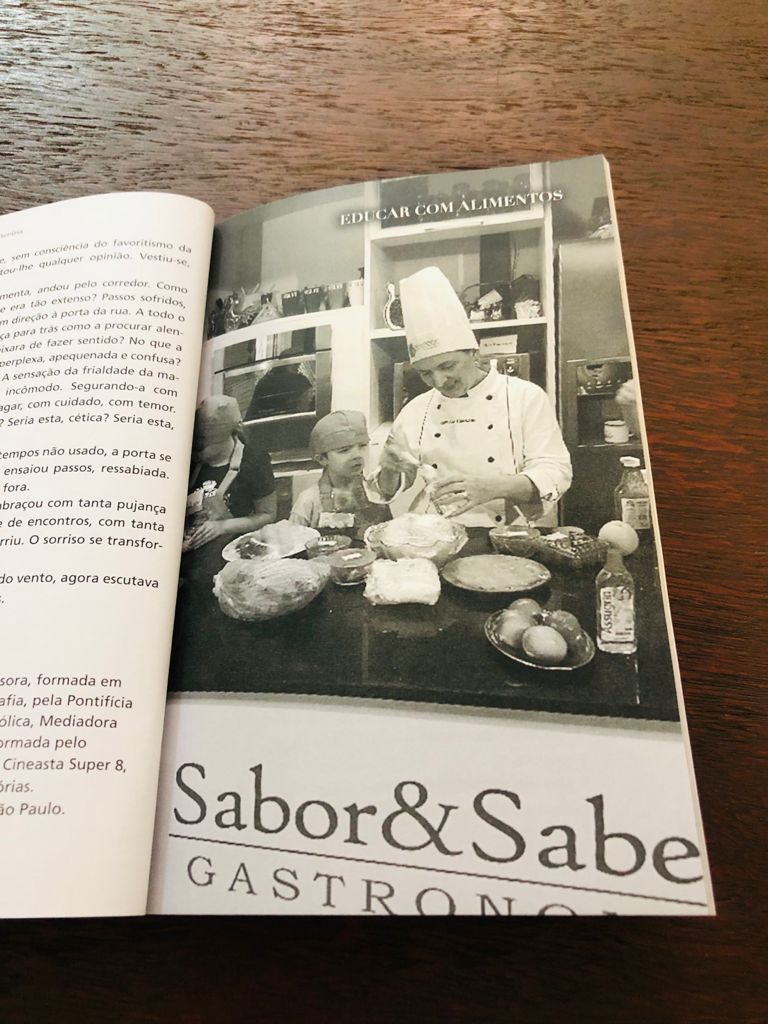 e, sem consciência do favoritismo da
tou-lhe qualquer opinião. Vestiu-se,
menta, andou pelo corredor. Como
e era tão extenso? Passos sofridos,
m direção à porta da rua. A todo o
ça para trás como a procurar alen-
ixara de fazer sentido? No que a
perplexa, apequenada e confusa?
A sensação da frialdade da ma-
incômodo. Segurando-a com
agar, com cuidado, com temor.
? Seria esta, cética? Seria esta,
tempos não usado, a porta se
ensaiou passos, ressabiada.
fora.
abraçou com tanta pujança
e de encontros, com tanta
rriu. O sorriso se transfor-
do vento, agora escutava
s.
sora, formada em
afia, pela Pontifícia
ólica, Mediadora
ormada pelo
Cineasta Super 8,
órias.
ão Paulo.
EDUCAR COM ALIMENTOS
Assugrin
Sabor&Sabe
GASTRONO